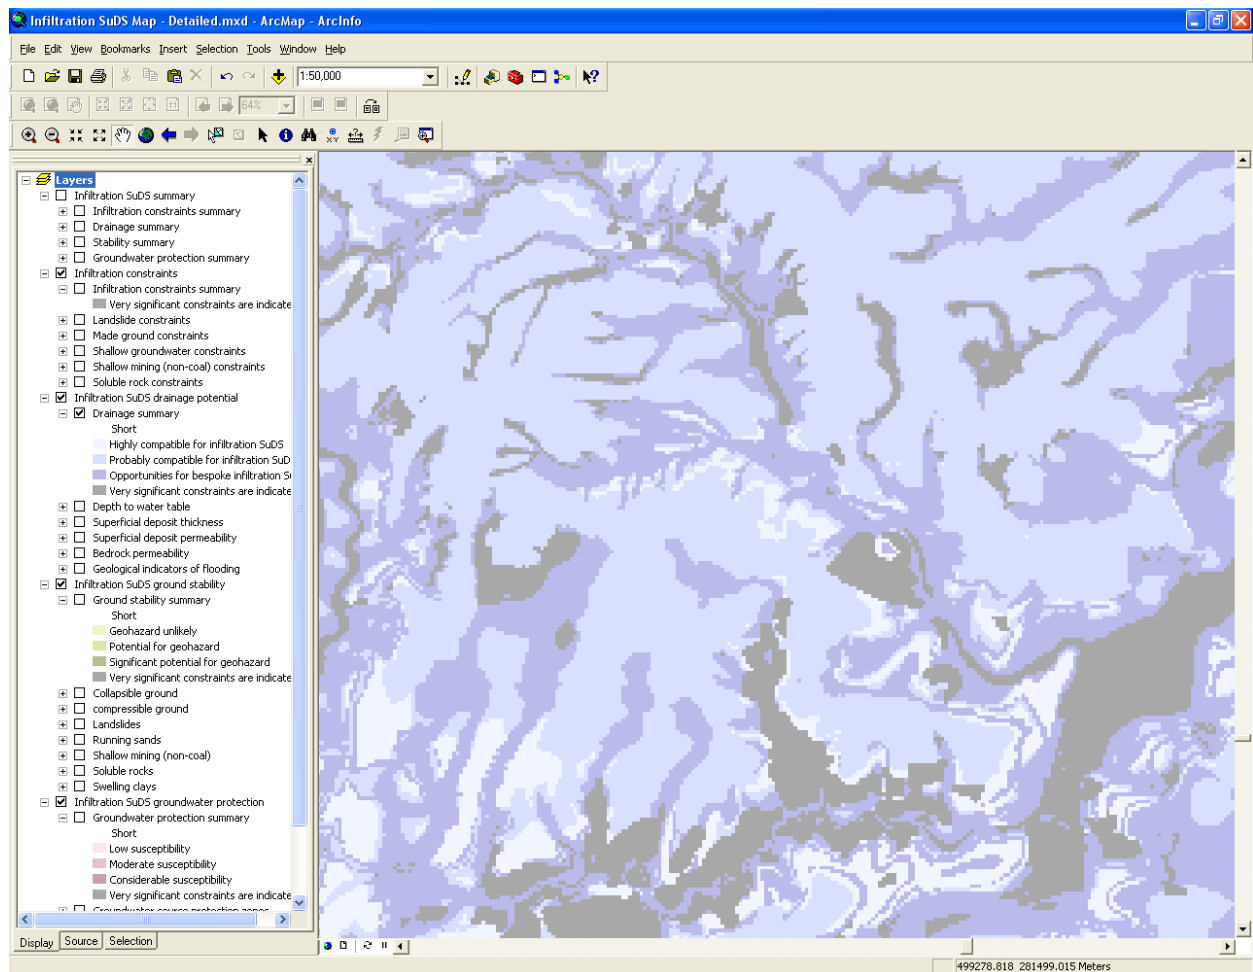 Infiltration SuDS Map - Detailed.mxd - ArcMap - ArcInfo
File Edit View Bookmarks Insert Selection Tools Window Help
1:50,000
64%
Layers
Infiltration SuDS summary
Infiltration constraints summary
Drainage summary
Stability summary
Groundwater protection summary
Infiltration constraints
Infiltration constraints summary
Very significant constraints are indicate
Landslide constraints
Made ground constraints
Shallow groundwater constraints
Shallow mining (non-coal) constraints
Soluble rock constraints
Infiltration SuDS drainage potential
Drainage summary
Short
Highly compatible for infiltration SuDS
Probably compatible for infiltration SuD
Opportunities for bespoke infiltration S
Very significant constraints are indicate
Depth to water table
Superficial deposit thickness
Superficial deposit permeability
Bedrock permeability
Geological indicators of flooding
Infiltration SuDS ground stability
Ground stability summary
Short
Geohazard unlikely
Potential for geohazard
Significant potential for geohazard
Very significant constraints are indicate
Collapsible ground
compressible ground
Landslides
Running sands
Shallow mining (non-coal)
Soluble rocks
Swelling clays
Infiltration SuDS groundwater protection
Groundwater protection summary
Short
Low susceptibility
Moderate susceptibility
Considerable susceptibility
Very significant constraints are indicate
Groundwater source protection zones
Display Source Selection
499278.818 281499.015 Meters